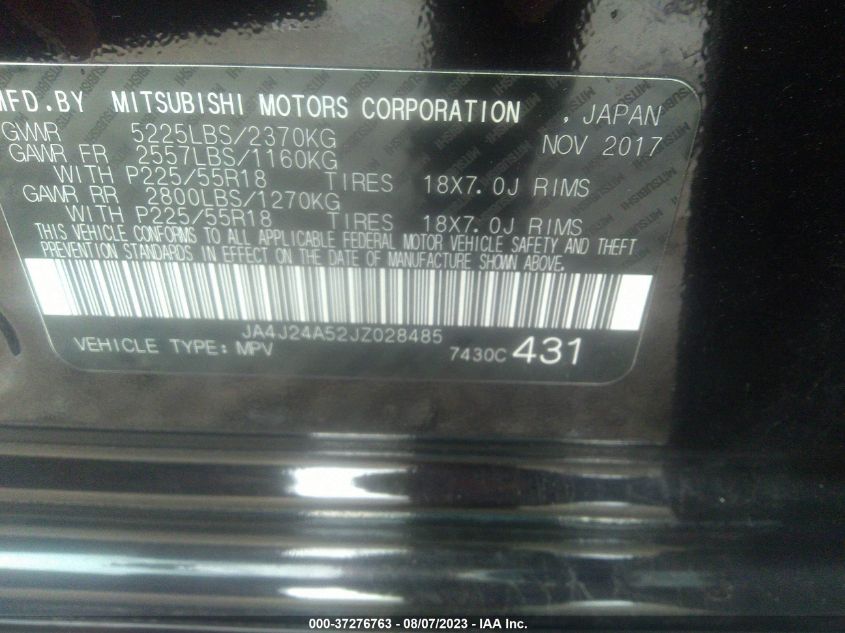 MFD.BY MITSUBISHI MOTORS CORPORATION , JAPAN
GVWR 5225LBS/2370KG NOV 2017
GAWR FR 2557LBS/1160KG
WITH P225/55R18 TIRES 18X7.0J RIMS
GAWR RR 2800LBS/1270KG
WITH P225/55R18 TIRES 18X7.0J RIMS
THIS VEHICLE CONFORMS TO ALL APPLICABLE FEDERAL MOTOR VEHICLE SAFETY AND THEFT
PREVENTION STANDARDS IN EFFECT ON THE DATE OF MANUFACTURE SHOWN ABOVE.
JA4J24A52JZ028485
VEHICLE TYPE: MPV 7430C 431
000-37276763 - 08/07/2023 - IAA Inc.